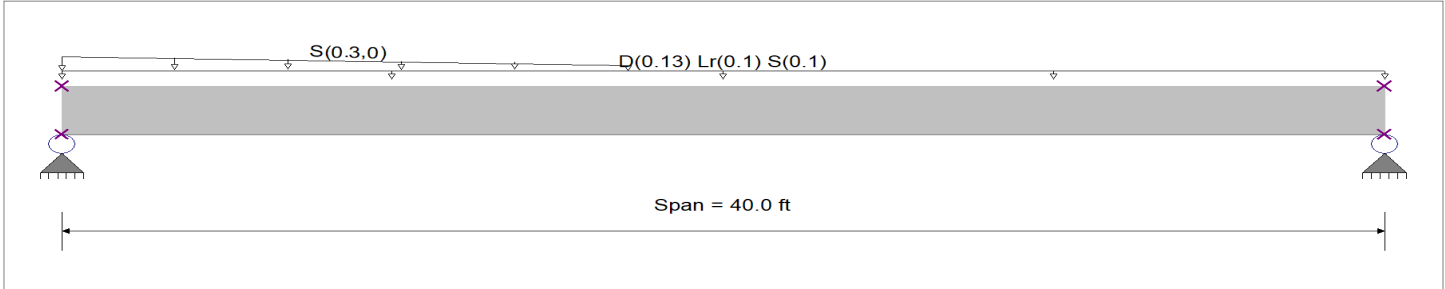 S(0.3,0)
D(0.13) Lr(0.1) S(0.1)
Span = 40.0 ft